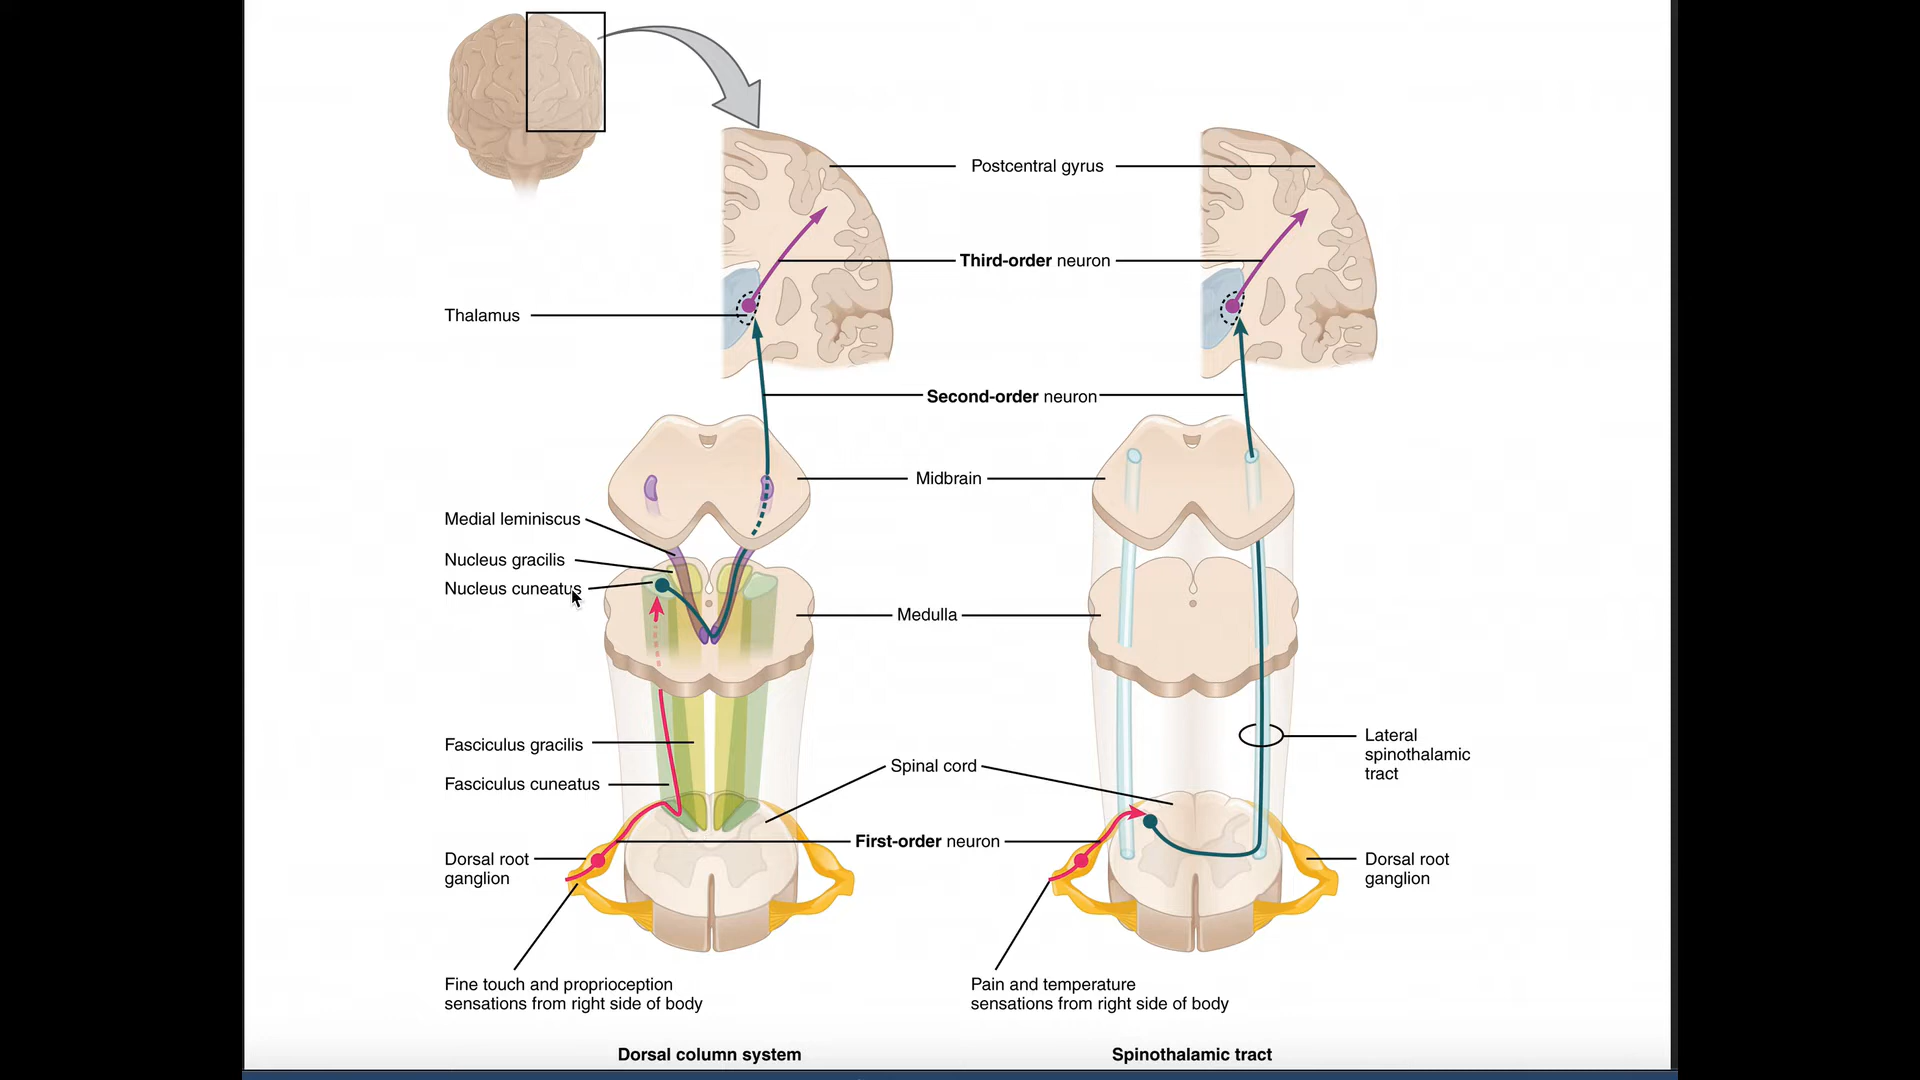 Postcentral gyrus
Third-order neuron
Thalamus
Second-order neuron
Midbrain
Medial leminiscus
Nucleus gracilis
Nucleus cuneatus
Medulla
Fasciculus gracilis
Fasciculus cuneatus
Spinal cord
Lateral
spinothalamic
tract
First-order neuron
Dorsal root
ganglion
Dorsal root
ganglion
Fine touch and proprioception
sensations from right side of body
Pain and temperature
sensations from right side of body
Dorsal column system
Spinothalamic tract